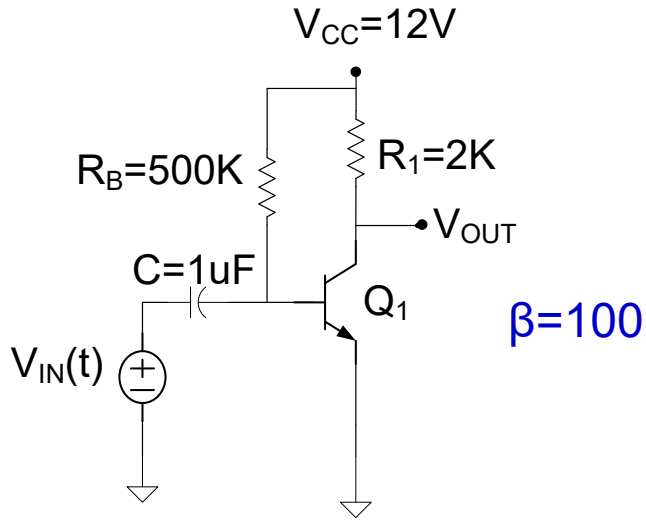 V_CC=12V
R_B=500K
R_1=2K
V_OUT
C=1uF
Q_1
β=100
V_IN(t)
+
−